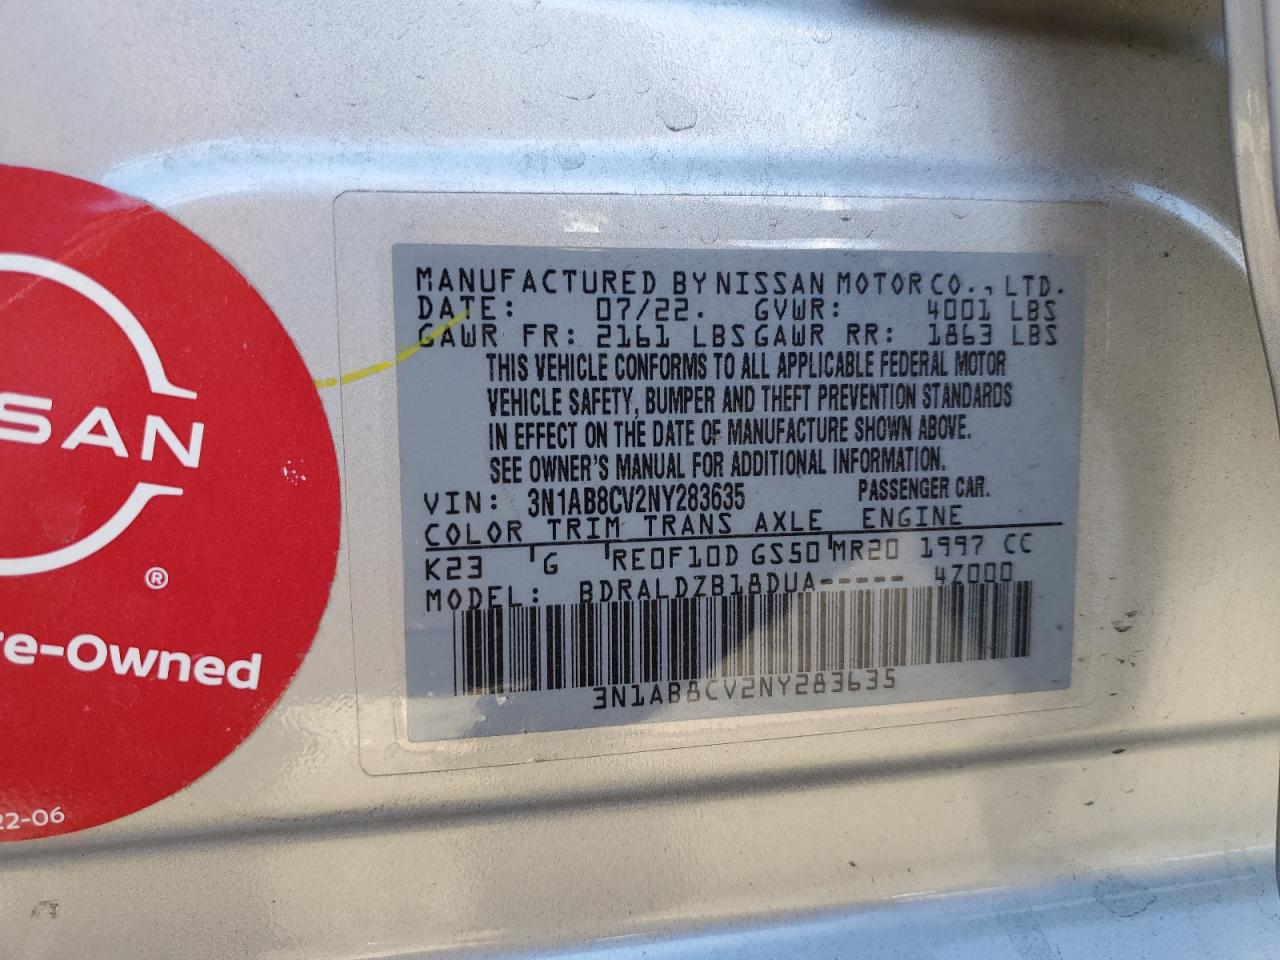 MANUFACTURED BY NISSAN MOTOR CO., LTD.
DATE: 07/22. GVWR: 4001 LBS
GAWR FR: 2161 LBS GAWR RR: 1863 LBS
THIS VEHICLE CONFORMS TO ALL APPLICABLE FEDERAL MOTOR
VEHICLE SAFETY, BUMPER AND THEFT PREVENTION STANDARDS
IN EFFECT ON THE DATE OF MANUFACTURE SHOWN ABOVE.
SEE OWNER'S MANUAL FOR ADDITIONAL INFORMATION.
VIN: 3N1AB8CV2NY283635 PASSENGER CAR.
COLOR TRIM TRANS AXLE ENGINE
K23 G RE0F10D GS50 MR20 1997 CC
MODEL: BDRALDZB18DUA----- 4Z000
3N1AB8CV2NY283635
SSAN
®
re-Owned
22-06